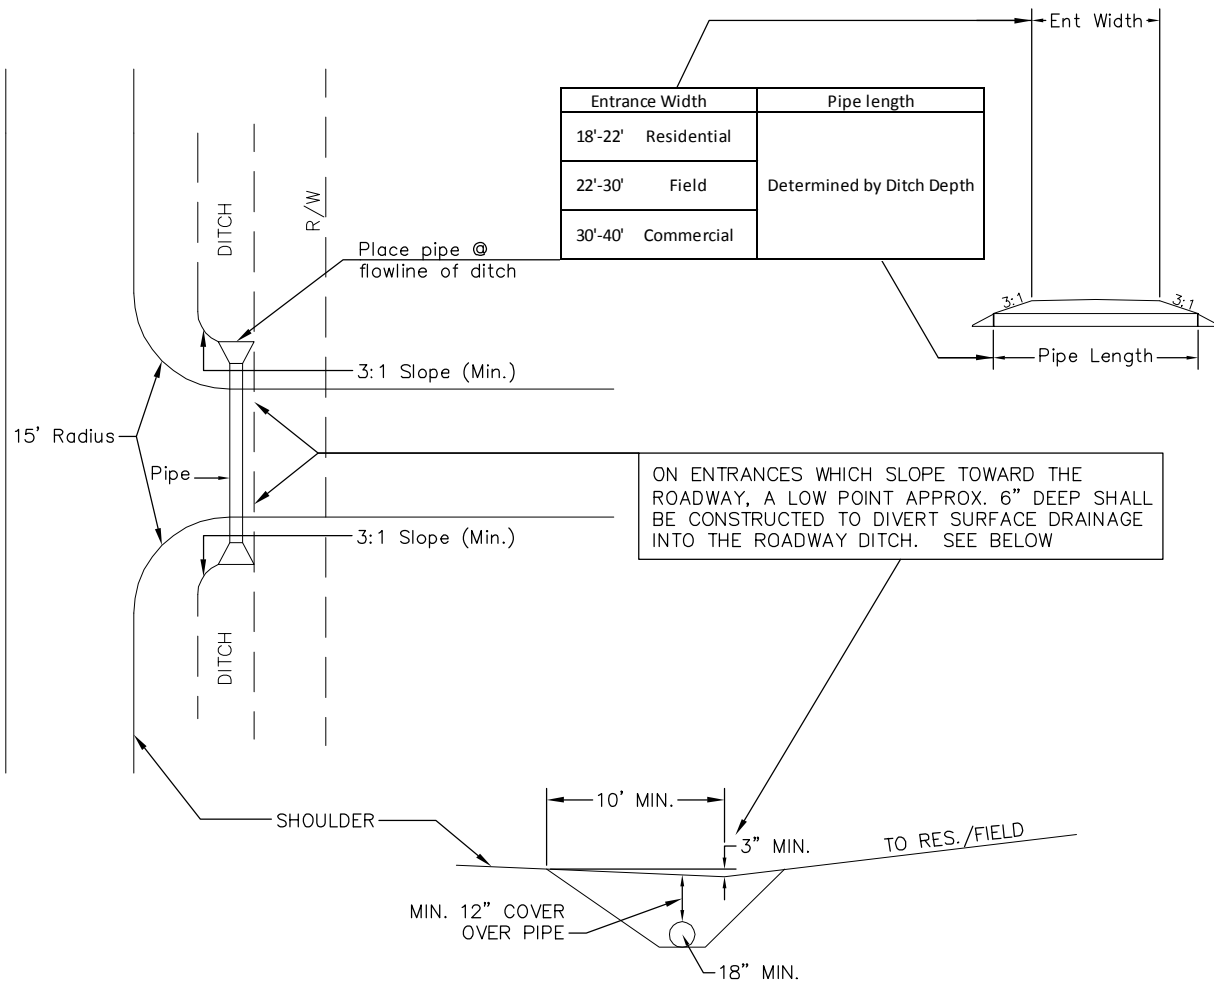 Ent Width
Entrance Width Pipe length
18'-22' Residential
22'-30' Field
Determined by Ditch Depth
30'-40' Commercial
DITCH
R/W
Place pipe @
flowline of ditch
3:1
3:1
Pipe Length
3:1 Slope (Min.)
15' Radius
Pipe
ON ENTRANCES WHICH SLOPE TOWARD THE
ROADWAY, A LOW POINT APPROX. 6" DEEP SHALL
BE CONSTRUCTED TO DIVERT SURFACE DRAINAGE
INTO THE ROADWAY DITCH. SEE BELOW
3:1 Slope (Min.)
DITCH
SHOULDER
10' MIN.
3" MIN.
TO RES./FIELD
MIN. 12" COVER
OVER PIPE
18" MIN.